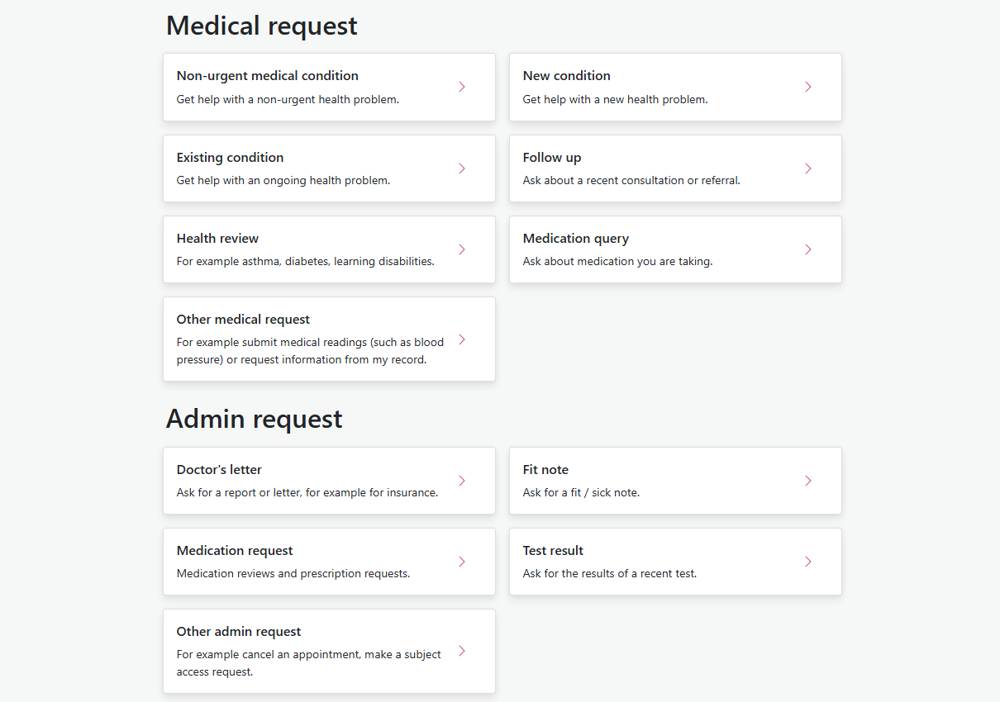 Medical request
Non-urgent medical condition
Get help with a non-urgent health problem.
New condition
Get help with a new health problem.
Existing condition
Get help with an ongoing health problem.
Follow up
Ask about a recent consultation or referral.
Health review
For example asthma, diabetes, learning disabilities.
Medication query
Ask about medication you are taking.
Other medical request
For example submit medical readings (such as blood
pressure) or request information from my record.
Admin request
Doctor's letter
Ask for a report or letter, for example for insurance.
Fit note
Ask for a fit / sick note.
Medication request
Medication reviews and prescription requests.
Test result
Ask for the results of a recent test.
Other admin request
For example cancel an appointment, make a subject
access request.